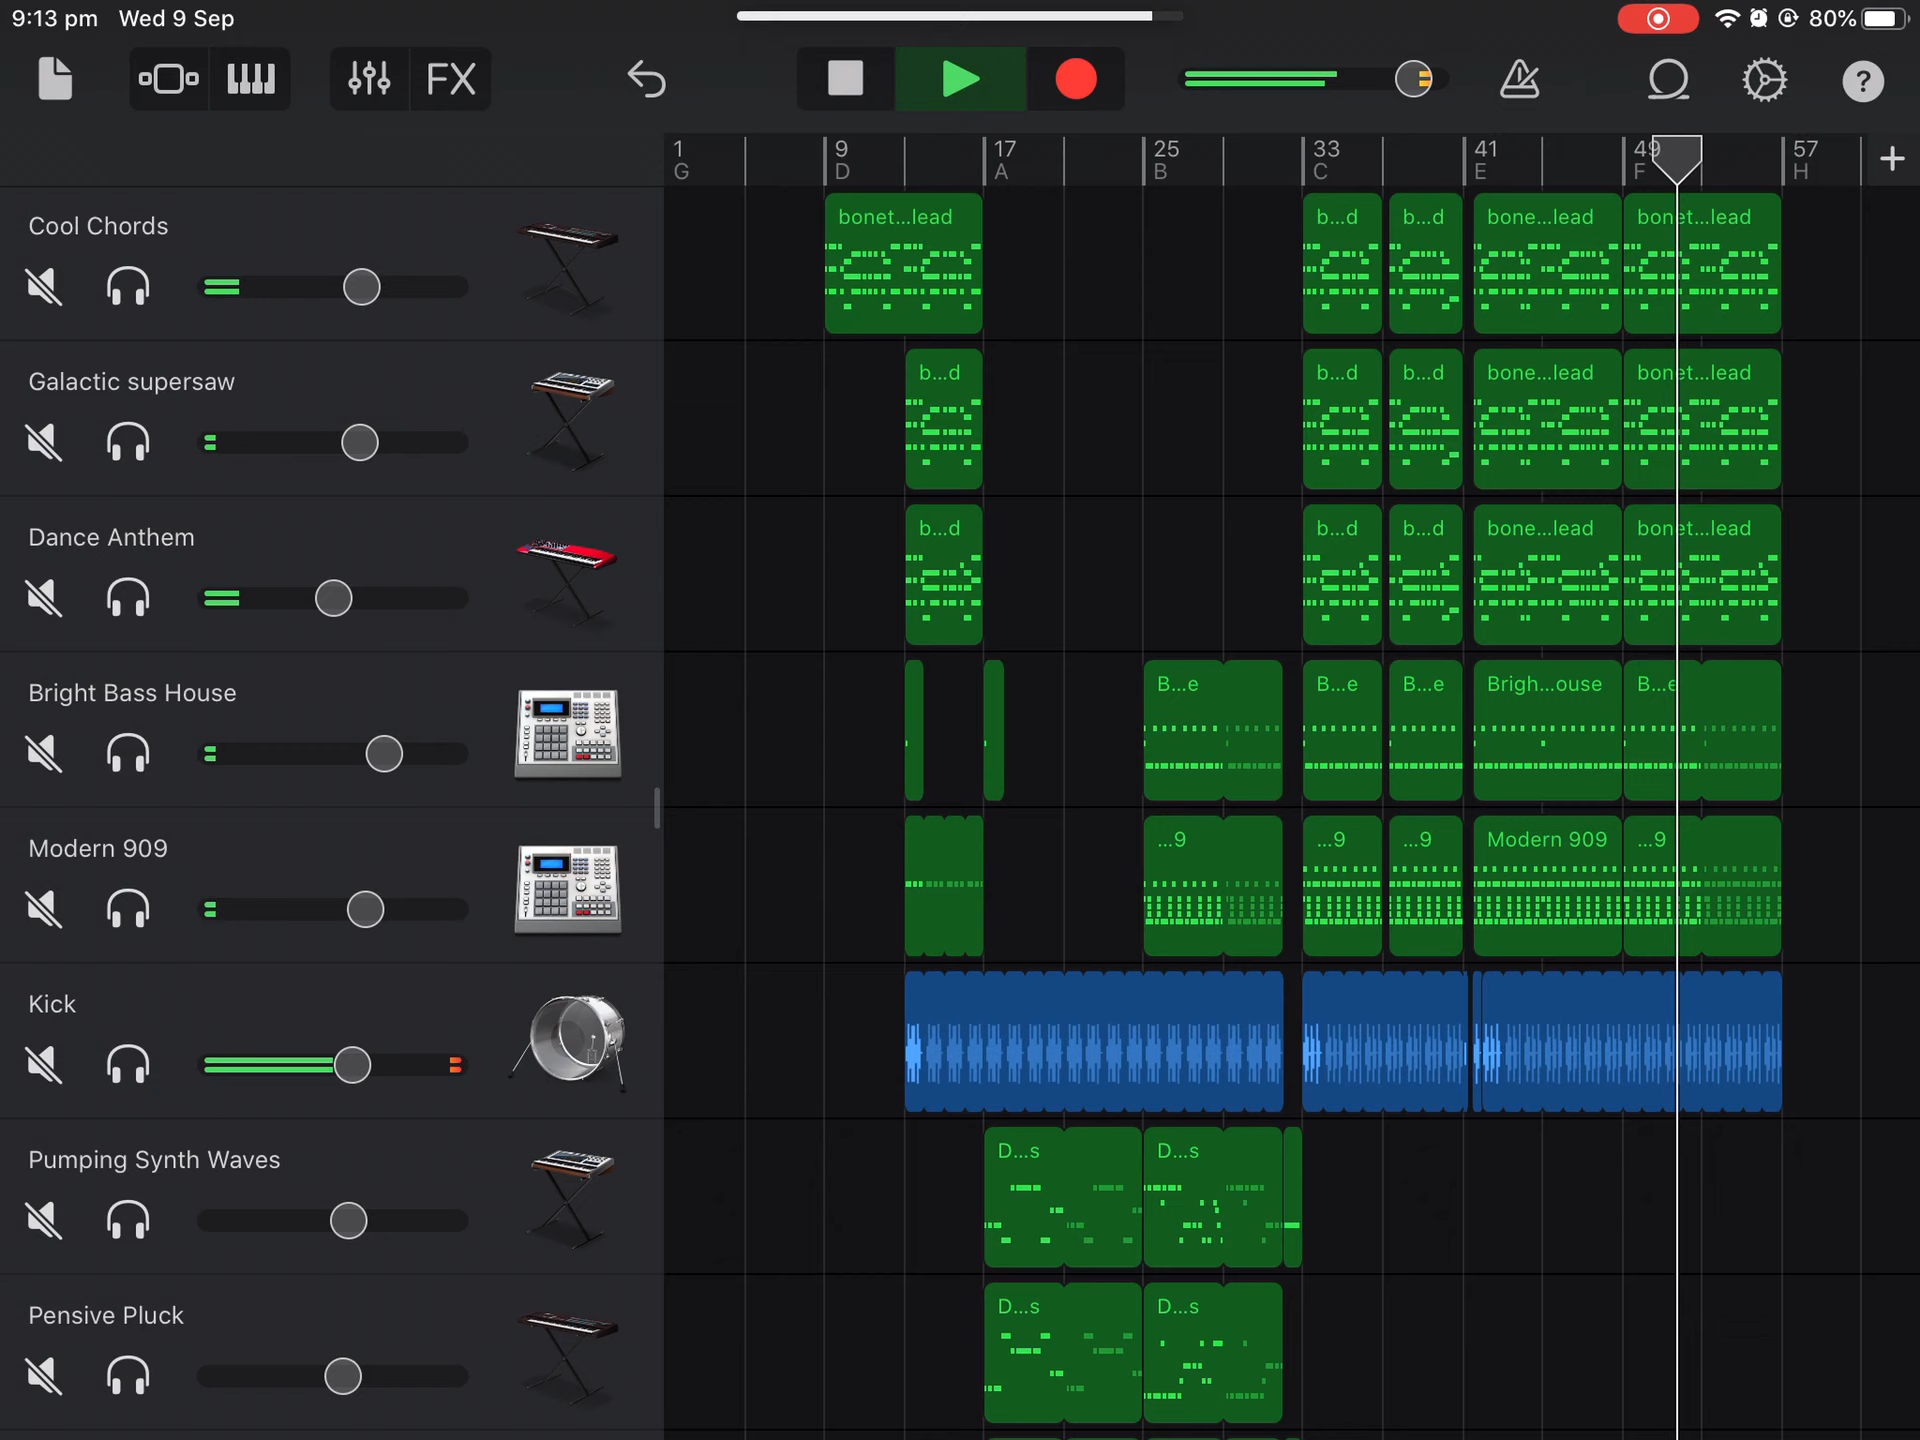 9:13 pm Wed 9 Sep 80%
FX ?
1 9 17 25 33 41 49 57 +
G D A B C E F H
Cool Chords
bonet...lead b...d b...d bone...lead bonet...lead
Galactic supersaw
b...d b...d b...d bone...lead bonet...lead
Dance Anthem
b...d b...d b...d bone...lead bonet...lead
Bright Bass House
B...e B...e B...e Brigh...ouse B...e
Modern 909
...9 ...9 ...9 Modern 909 ...9
Kick
Pumping Synth Waves
D...s D...s
Pensive Pluck
D...s D...s